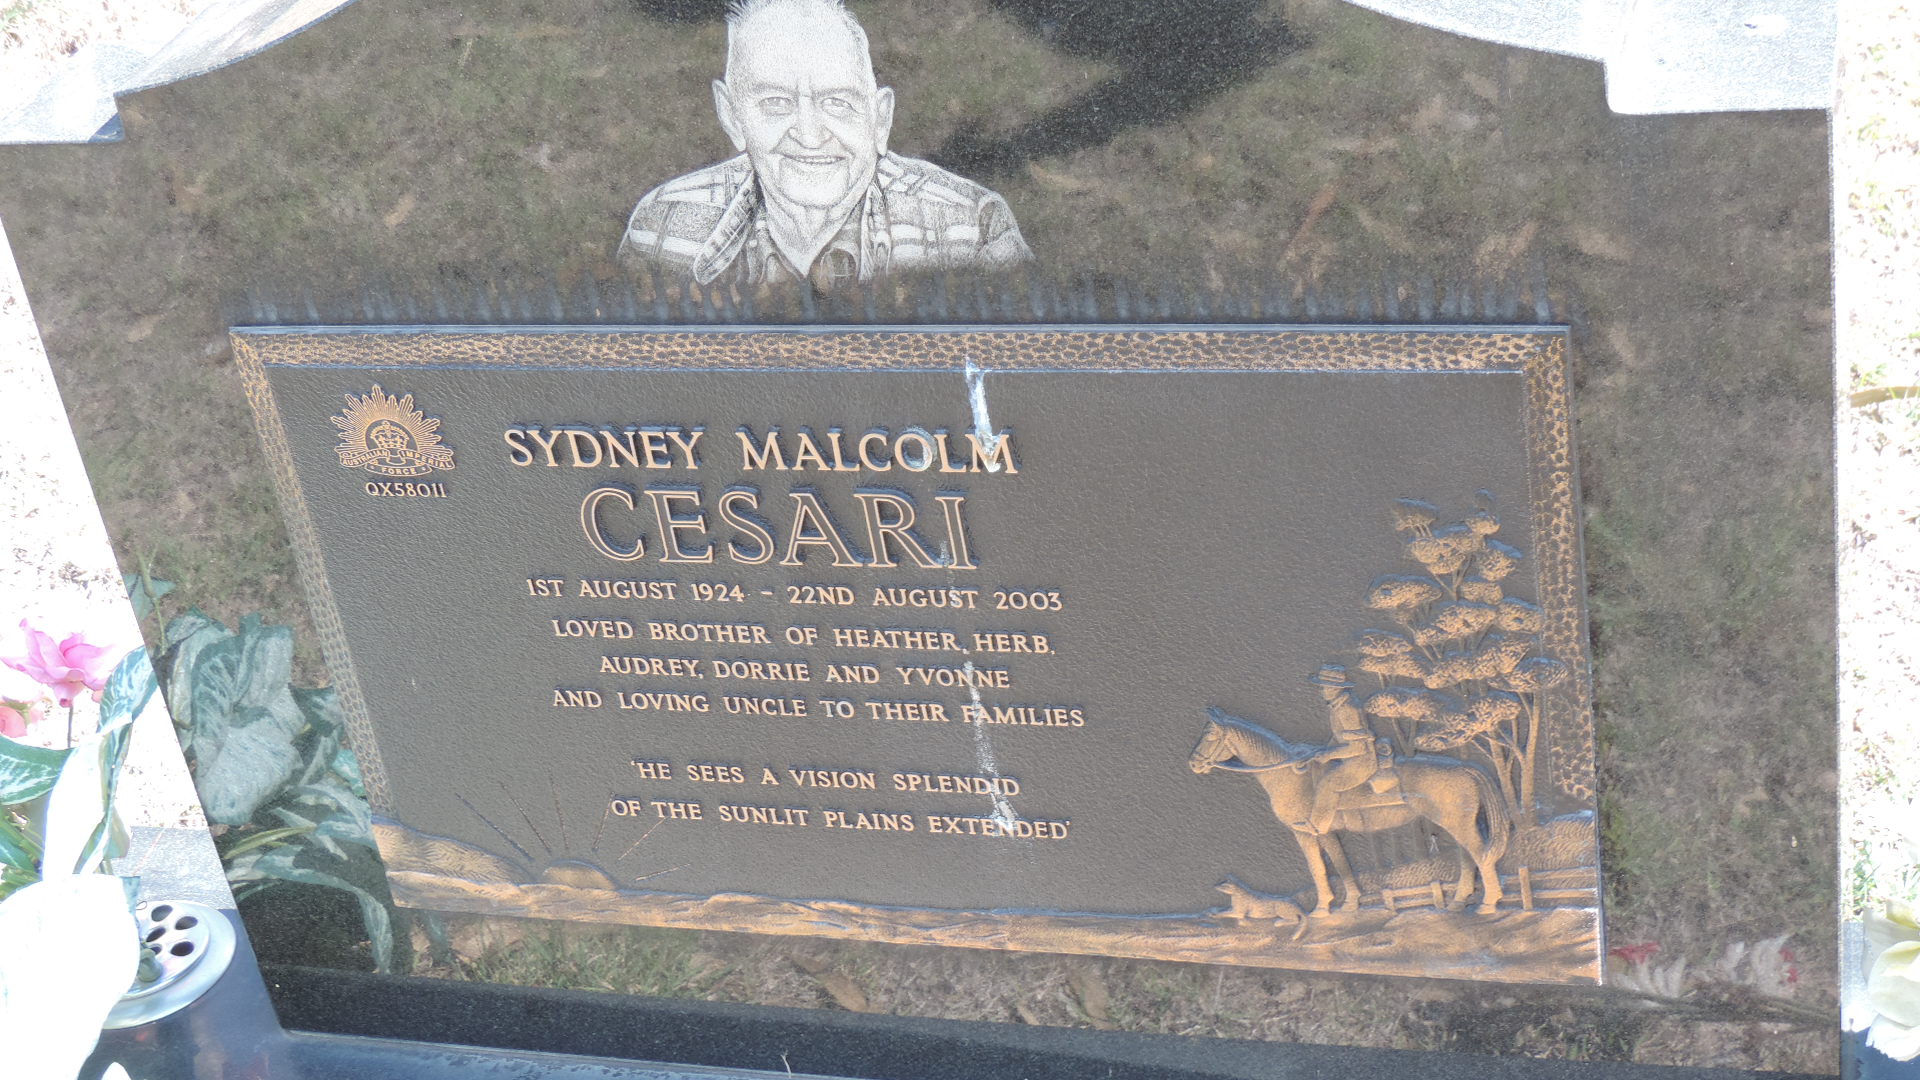 AUSTRALIAN IMPERIAL
FORCE
QX58011
SYDNEY MALCOLM
CESARI
1ST AUGUST 1924 - 22ND AUGUST 2003
LOVED BROTHER OF HEATHER, HERB,
AUDREY, DORRIE AND YVONNE
AND LOVING UNCLE TO THEIR FAMILIES
'HE SEES A VISION SPLENDID
OF THE SUNLIT PLAINS EXTENDED'